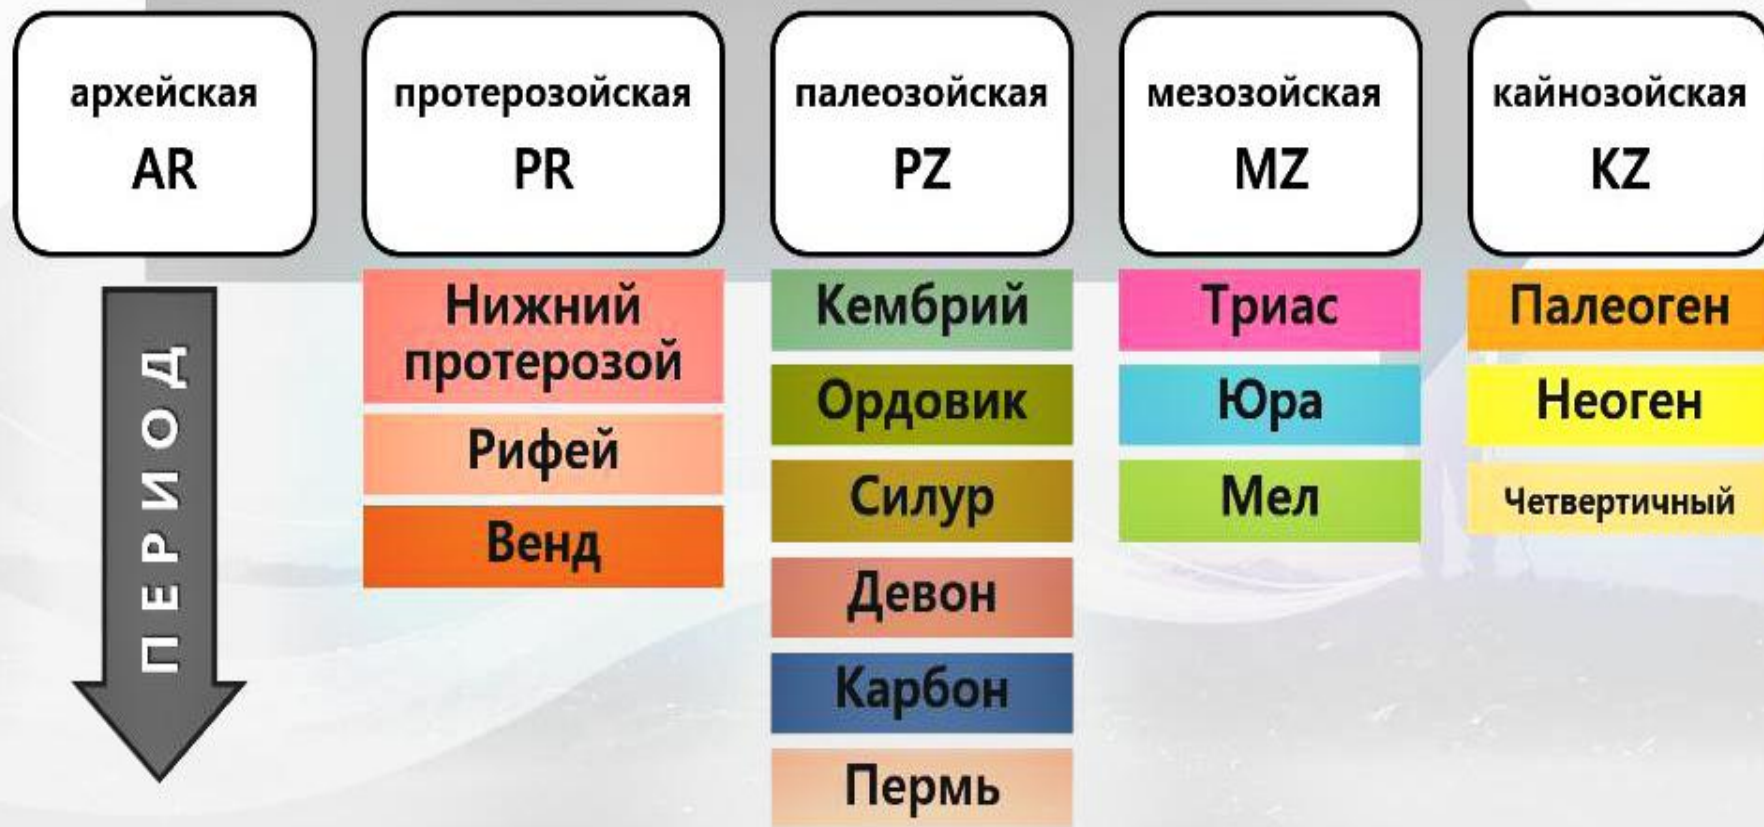 архейская
AR
протерозойская
PR
палеозойская
PZ
мезозойская
MZ
кайнозойская
KZ
ПЕРИОД
Нижний
протерозой
Рифей
Венд
Кембрий
Ордовик
Силур
Девон
Карбон
Пермь
Триас
Юра
Мел
Палеоген
Неоген
Четвертичный